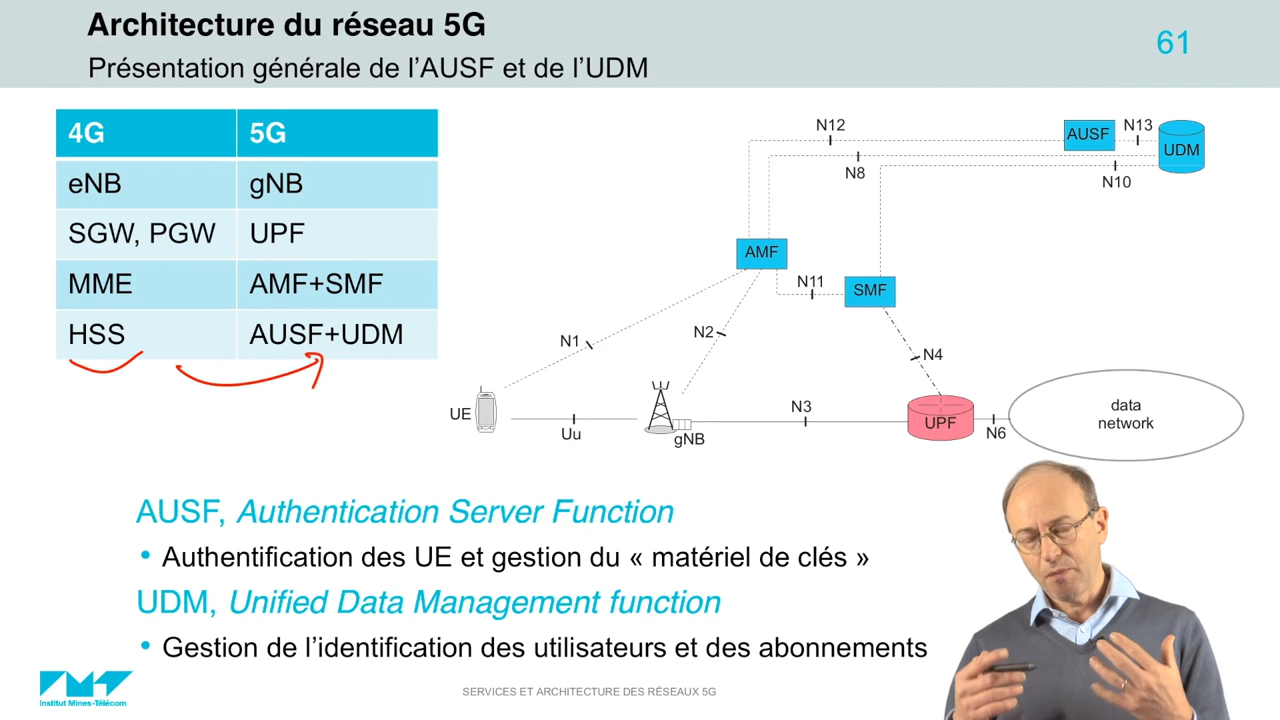 Architecture du réseau 5G
Présentation générale de l'AUSF et de l'UDM
61
4G 5G
eNB gNB
SGW, PGW UPF
MME AMF+SMF
HSS AUSF+UDM
N12
AUSF
N13
UDM
N8
N10
AMF
N11
SMF
N1
N2
N4
UE
Uu
gNB
N3
UPF
N6
data
network
AUSF, Authentication Server Function
• Authentification des UE et gestion du « matériel de clés »
UDM, Unified Data Management function
• Gestion de l'identification des utilisateurs et des abonnements
Institut Mines-Télécom
SERVICES ET ARCHITECTURE DES RÉSEAUX 5G